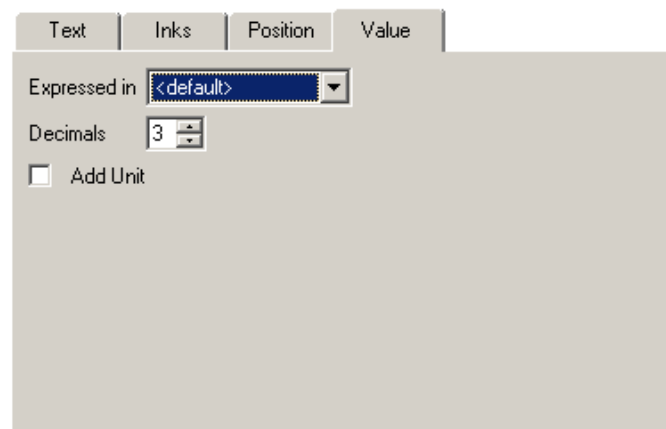 Text Inks Position Value
Expressed in <default>
Decimals 3
Add Unit